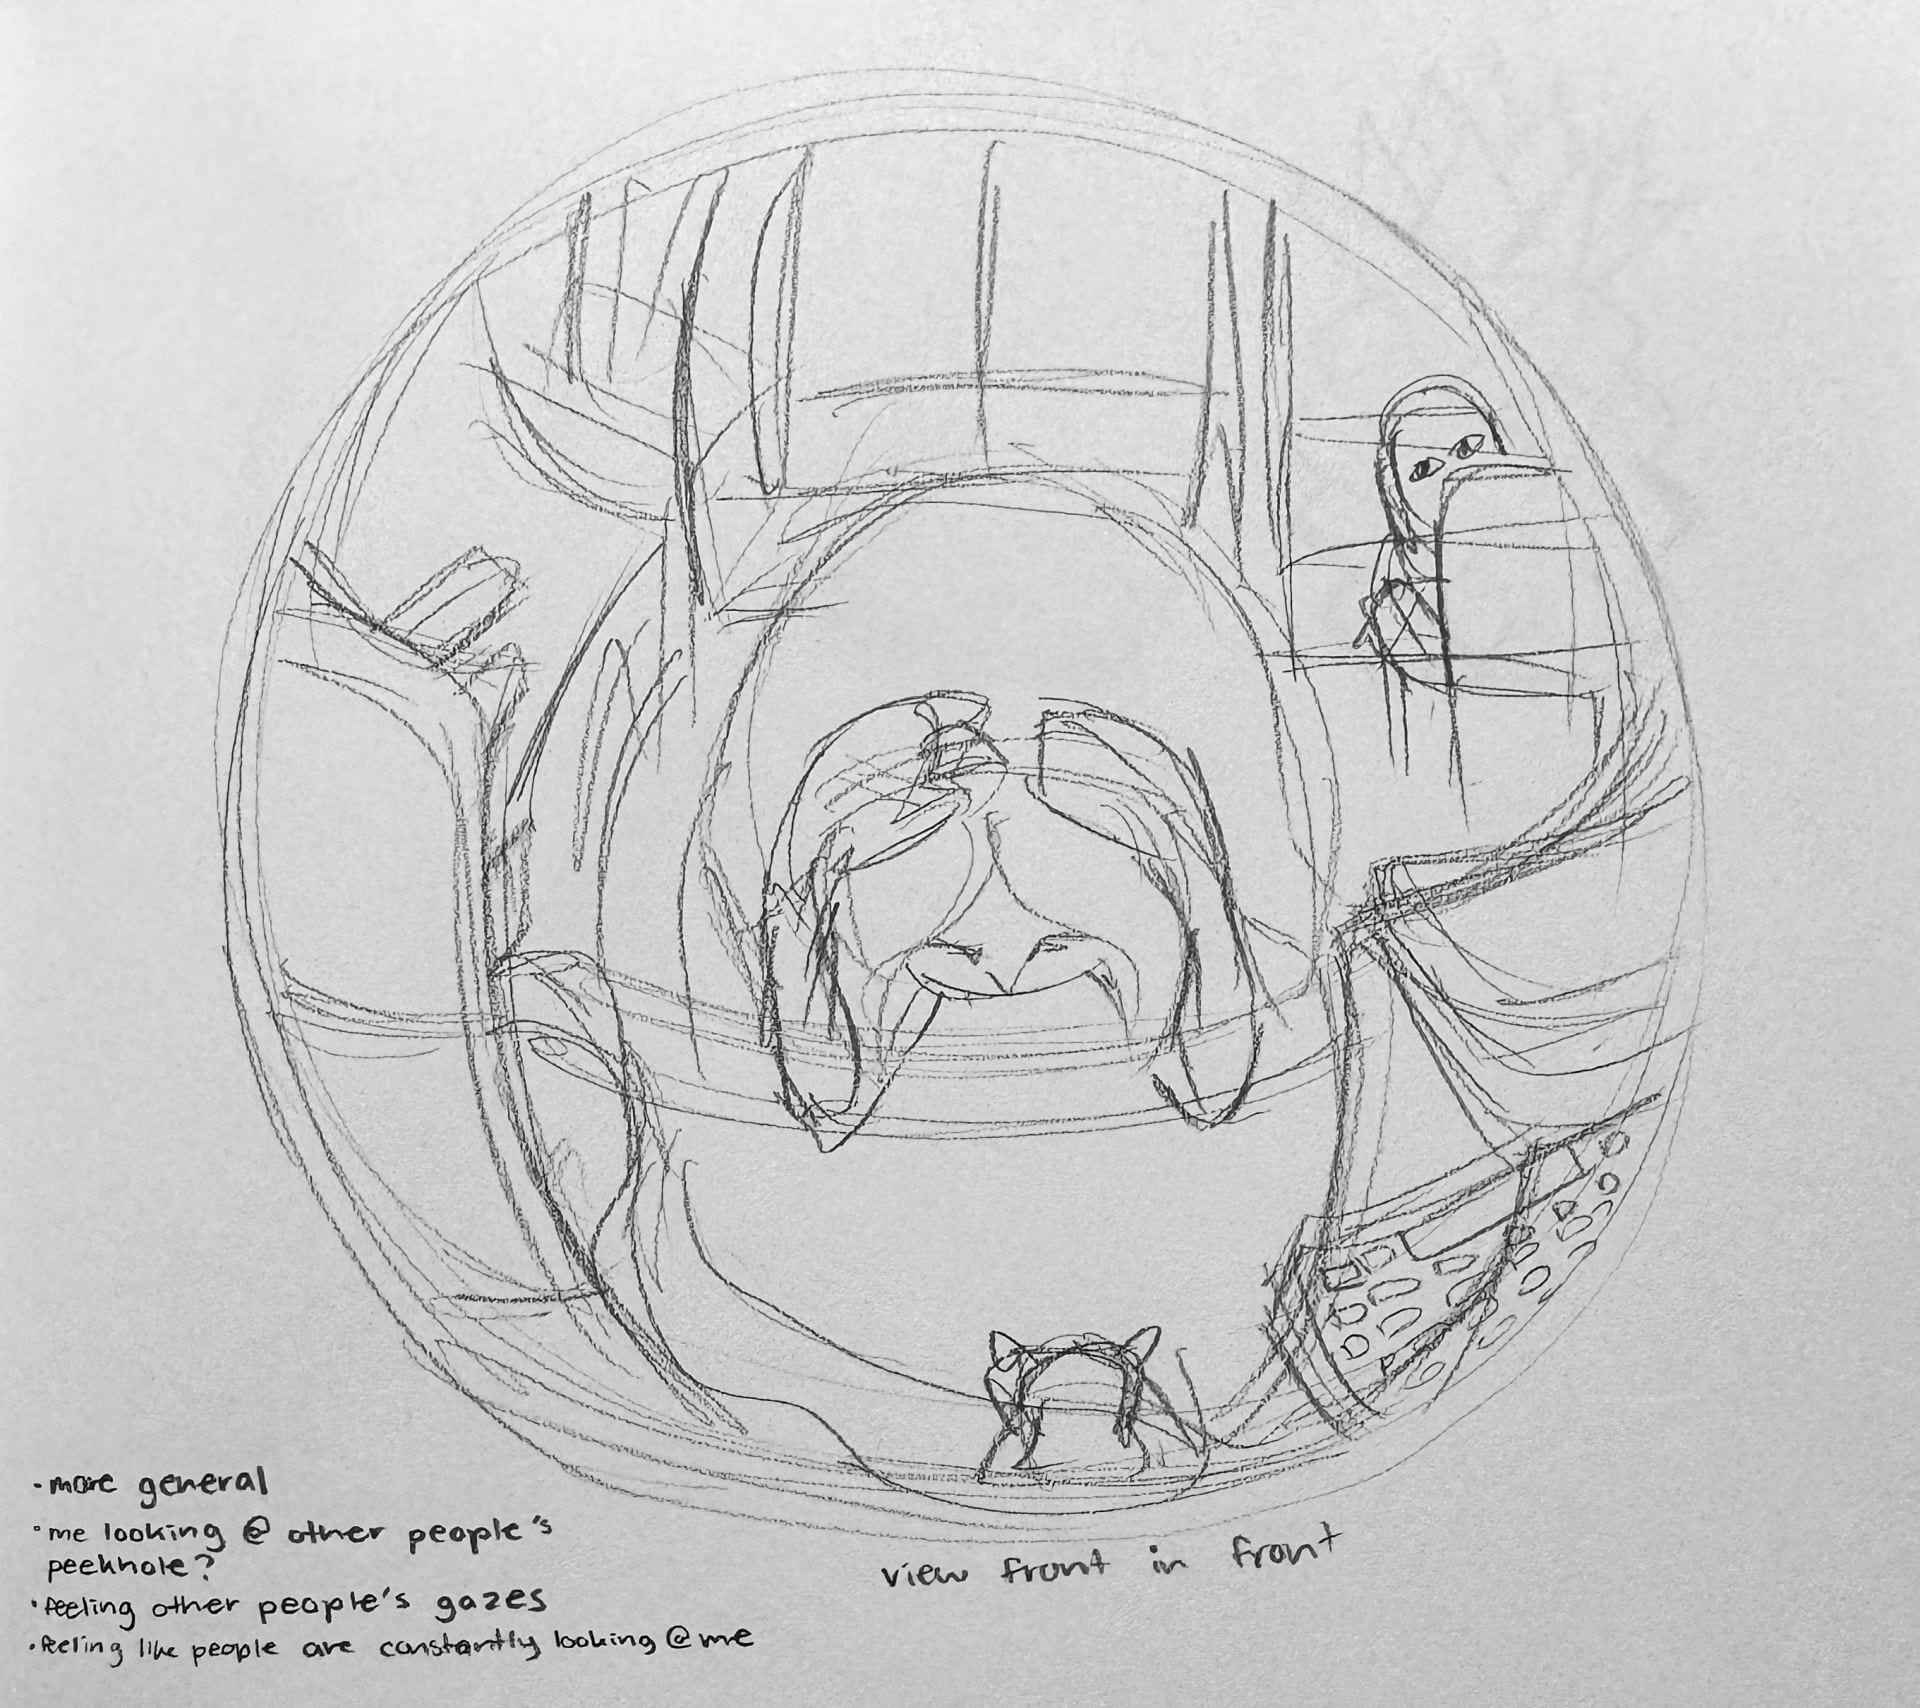 • more general
• me looking @ other people's
peekhole?
• feeling other people's gazes
• feeling like people are constantly looking @ me
view front in front